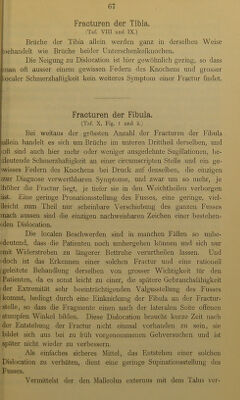 67
Fracturen der Tibia.
(Taf. VIII und IX.)
Brüche der Tibia allein werden ganz in derselben Weise
behandelt wie Brüche beider Unterschenkelknochen.
Die Neigung zu Dislocation ist hier gewöhnlich gering, so dass
man oft ausser einem gewissen Federn des Knochens und grosser
localer Schmerzhaftigkeit kein weiteres Symptom einer Fractur findet.
Fracturen der Fibula.
(Taf. X, Fig. 1 und 2.)
Bei weitaus der grössten Anzahl der Fracturen der Fibula
allein handelt es sich um Brüche im unteren Drittheil derselben, und
oft sind auch hier mehr oder weniger ausgedehnte Sugillationen, be-
deutende Schmerzhaftigkeit an einer circumscripten Stelle und ein ge-
wisses Federn des Knochens bei Druck auf denselben, die einzigen
zur Diagnose verwerthbaren Symptome, und zwar um so mehr, je
höher die Fractur liegt, je tiefer sie in den Weichtheilen verborgen
ist. Eine geringe Pronationsstellung des Fusses, eine geringe, viel-
leicht zum Theil nur scheinbare Verschiebung des ganzen Fusses
nach aussen sind die einzigen nachweisbaren Zeichen einer bestehen-
den Dislocation.
Die localen Beschwerden sind in manchen Fällen so unbe-
deutend, dass die Patienten noch umhergehen können und sich nur
mit Widerstreben zu längerer Bettruhe verurtheilen lassen. Und
doch ist das Erkennen einer solchen Fractur und eine rationell
geleitete Behandlung derselben von grosser Wichtigkeit für den
Patienten, da es sonst leicht zu einer, die spätere Gebrauchsfähigkeit
der Extremität sehr beeinträchtigenden Valgusstellung des Fusses
kommt, bedingt durch eine Einknickung der Fibula an der Fractur-
stelle, so dass die Fragmente einen nach der lateralen Seite offenen
stumpfen Winkel bilden. Diese Dislocation braucht kurze Zeit nach
der Entstehung der Fractur nicht einmal vorhanden zu sein, sie
bildet sich aus bei zu früh vorgenommenen Gehversuchen und ist
später nicht wieder zu verbessern.
Als einfaches sicheres Mittel, das Entstehen einer solchen
Dislocation zu verhüten, dient eine geringe Supinationsstellung des
Fusses.
Vermittelst der den Malleolus externus mit dem Talus ver-